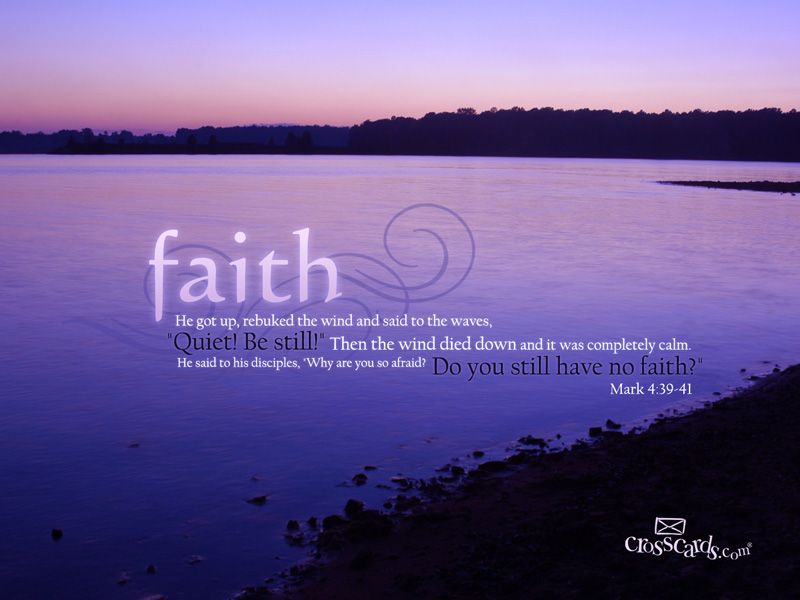 faith
He got up, rebuked the wind and said to the waves,
"Quiet! Be still!" Then the wind died down and it was completely calm.
He said to his disciples, "Why are you so afraid? Do you still have no faith?"
Mark 4:39-41
crosscards.com®